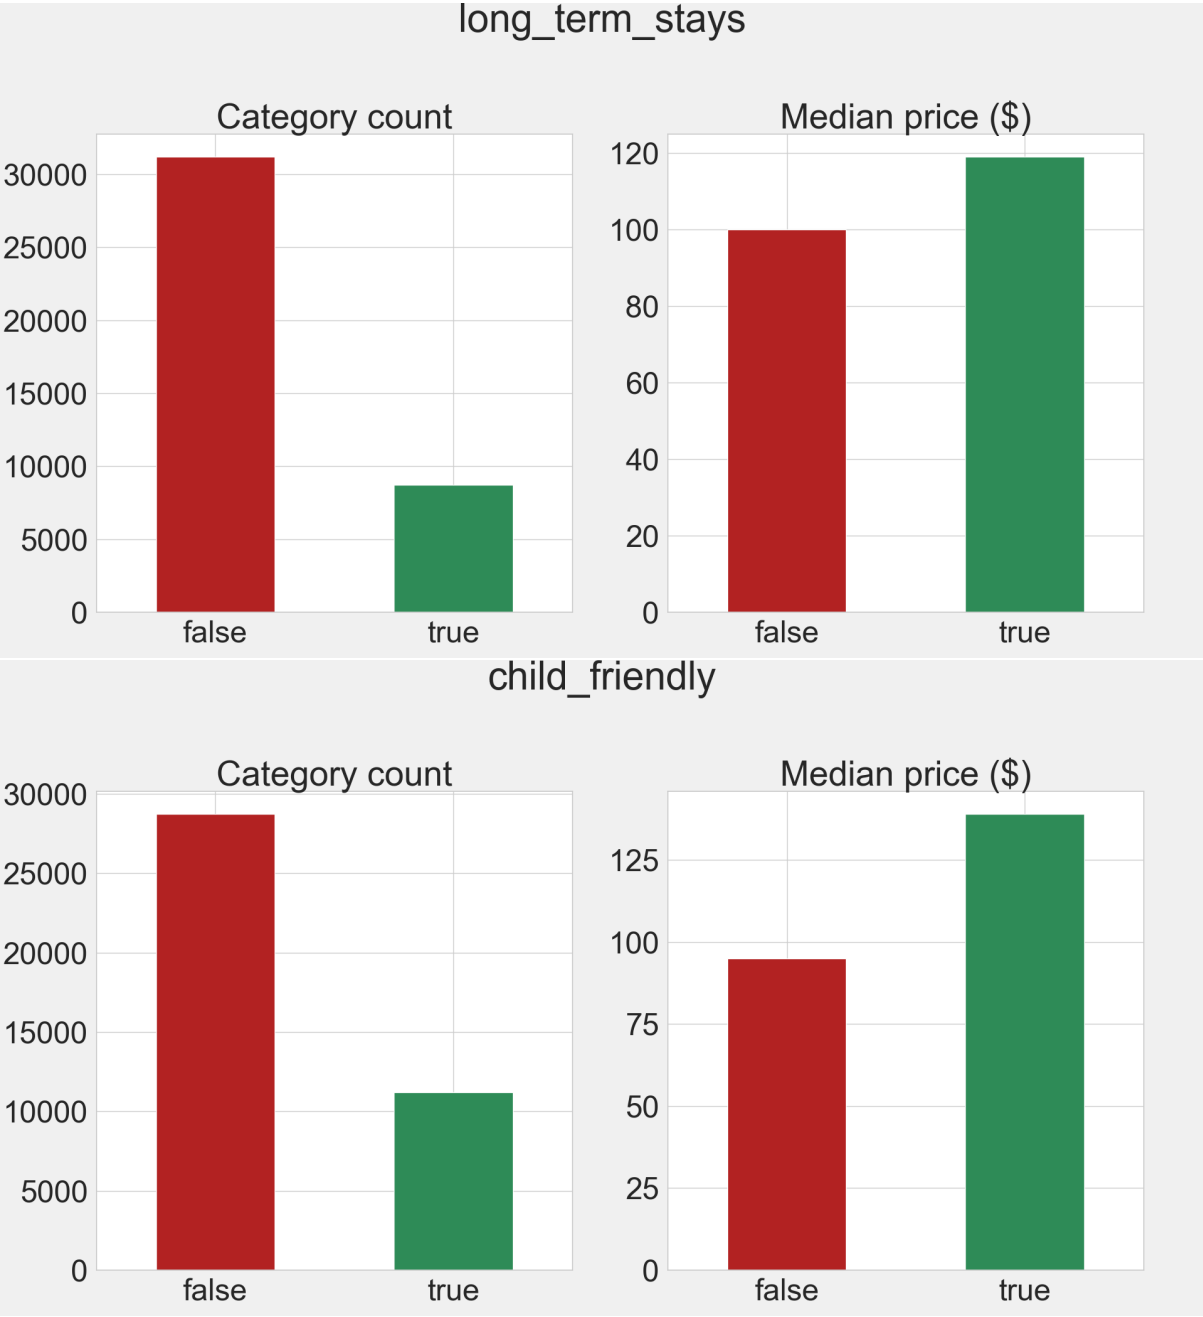 long_term_stays
Category count
Median price ($)
30000
25000
20000
15000
10000
5000
0
false
true
120
100
80
60
40
20
0
false
true
child_friendly
Category count
Median price ($)
30000
25000
20000
15000
10000
5000
0
false
true
125
100
75
50
25
0
false
true